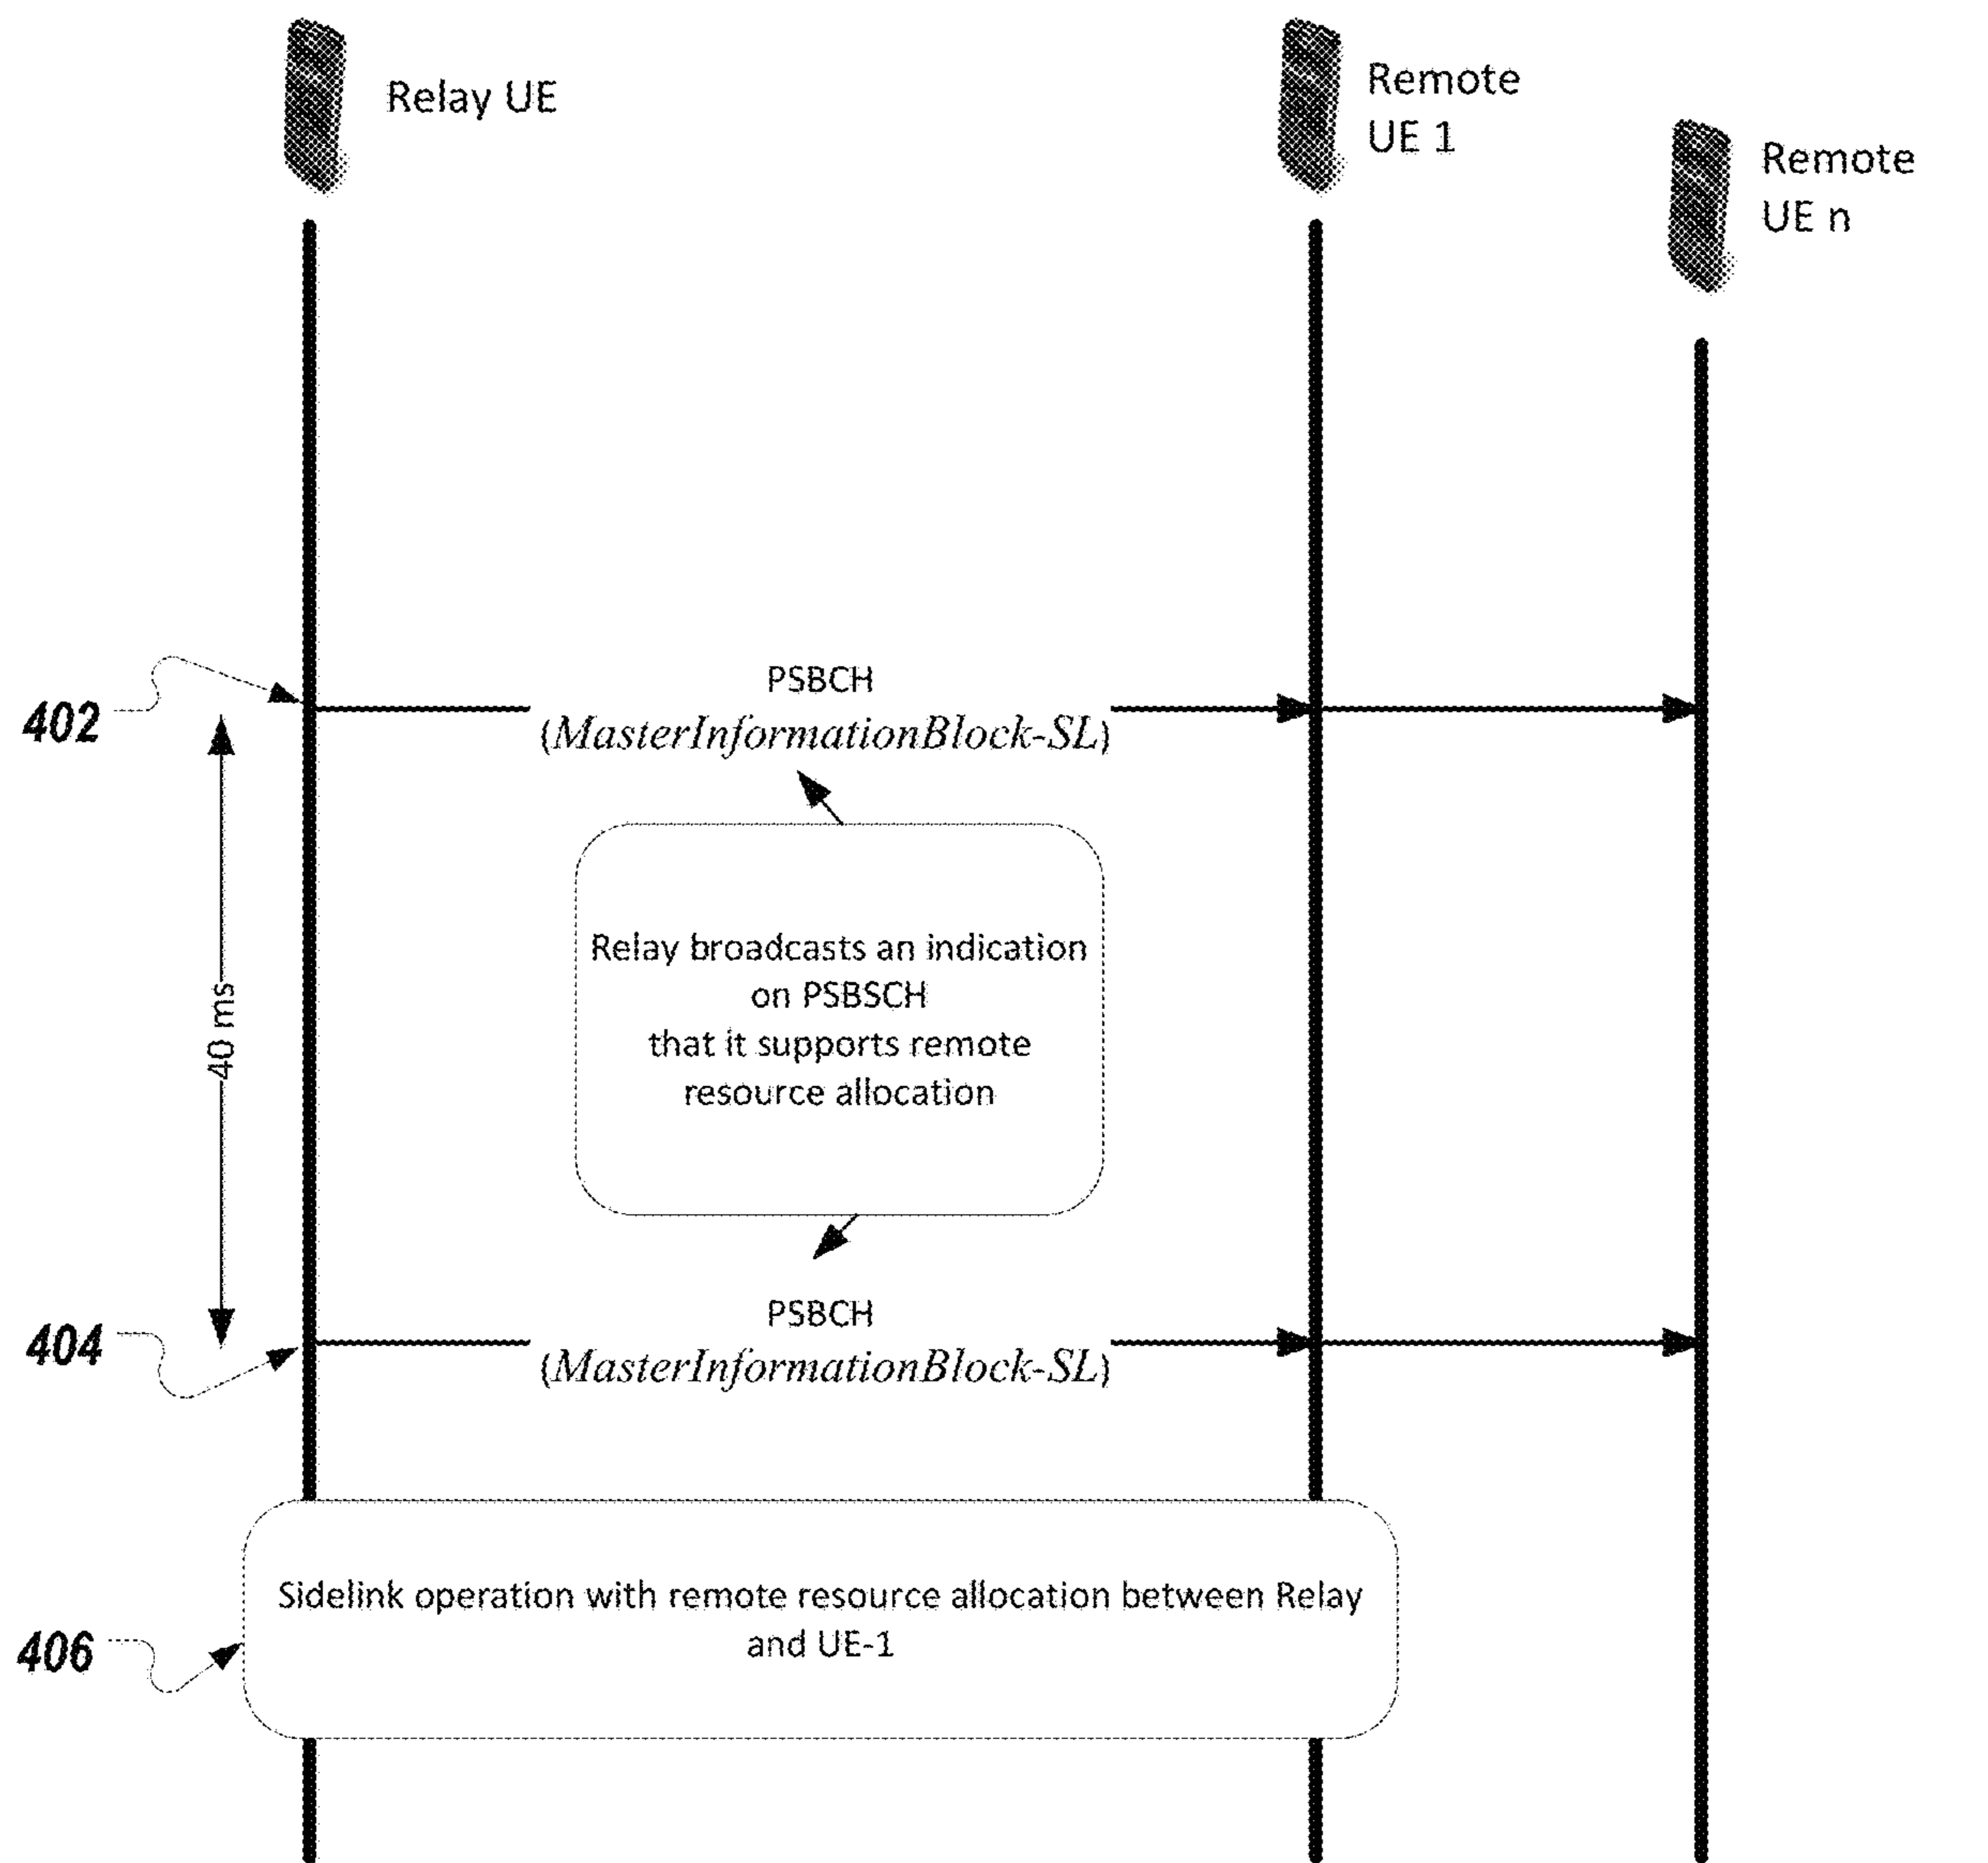 Relay UE
Remote
UE 1
Remote
UE n
402
PSBCH
(MasterInformationBlock-SL)
40 ms
Relay broadcasts an indication
on PSBSCH
that it supports remote
resource allocation
404
PSBCH
(MasterInformationBlock-SL)
406
Sidelink operation with remote resource allocation between Relay
and UE-1